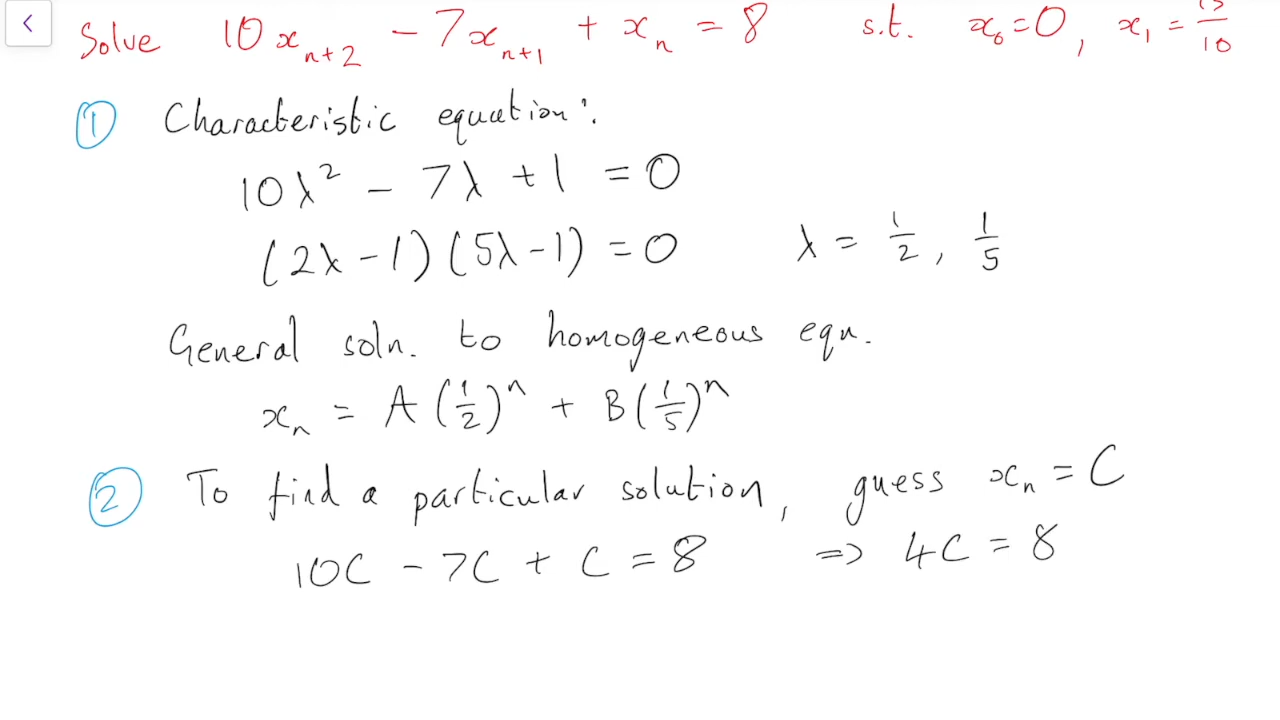 Solve 10x_{n+2} - 7x_{n+1} + x_n = 8 s.t. x_0 = 0, x_1 = /10
① Characteristic equation:
10λ² - 7λ + 1 = 0
(2λ - 1)(5λ - 1) = 0 λ = 1/2, 1/5
General soln. to homogeneous eqn.
x_n = A(1/2)^n + B(1/5)^n
② To find a particular solution, guess x_n = C
10C - 7C + C = 8 => 4C = 8